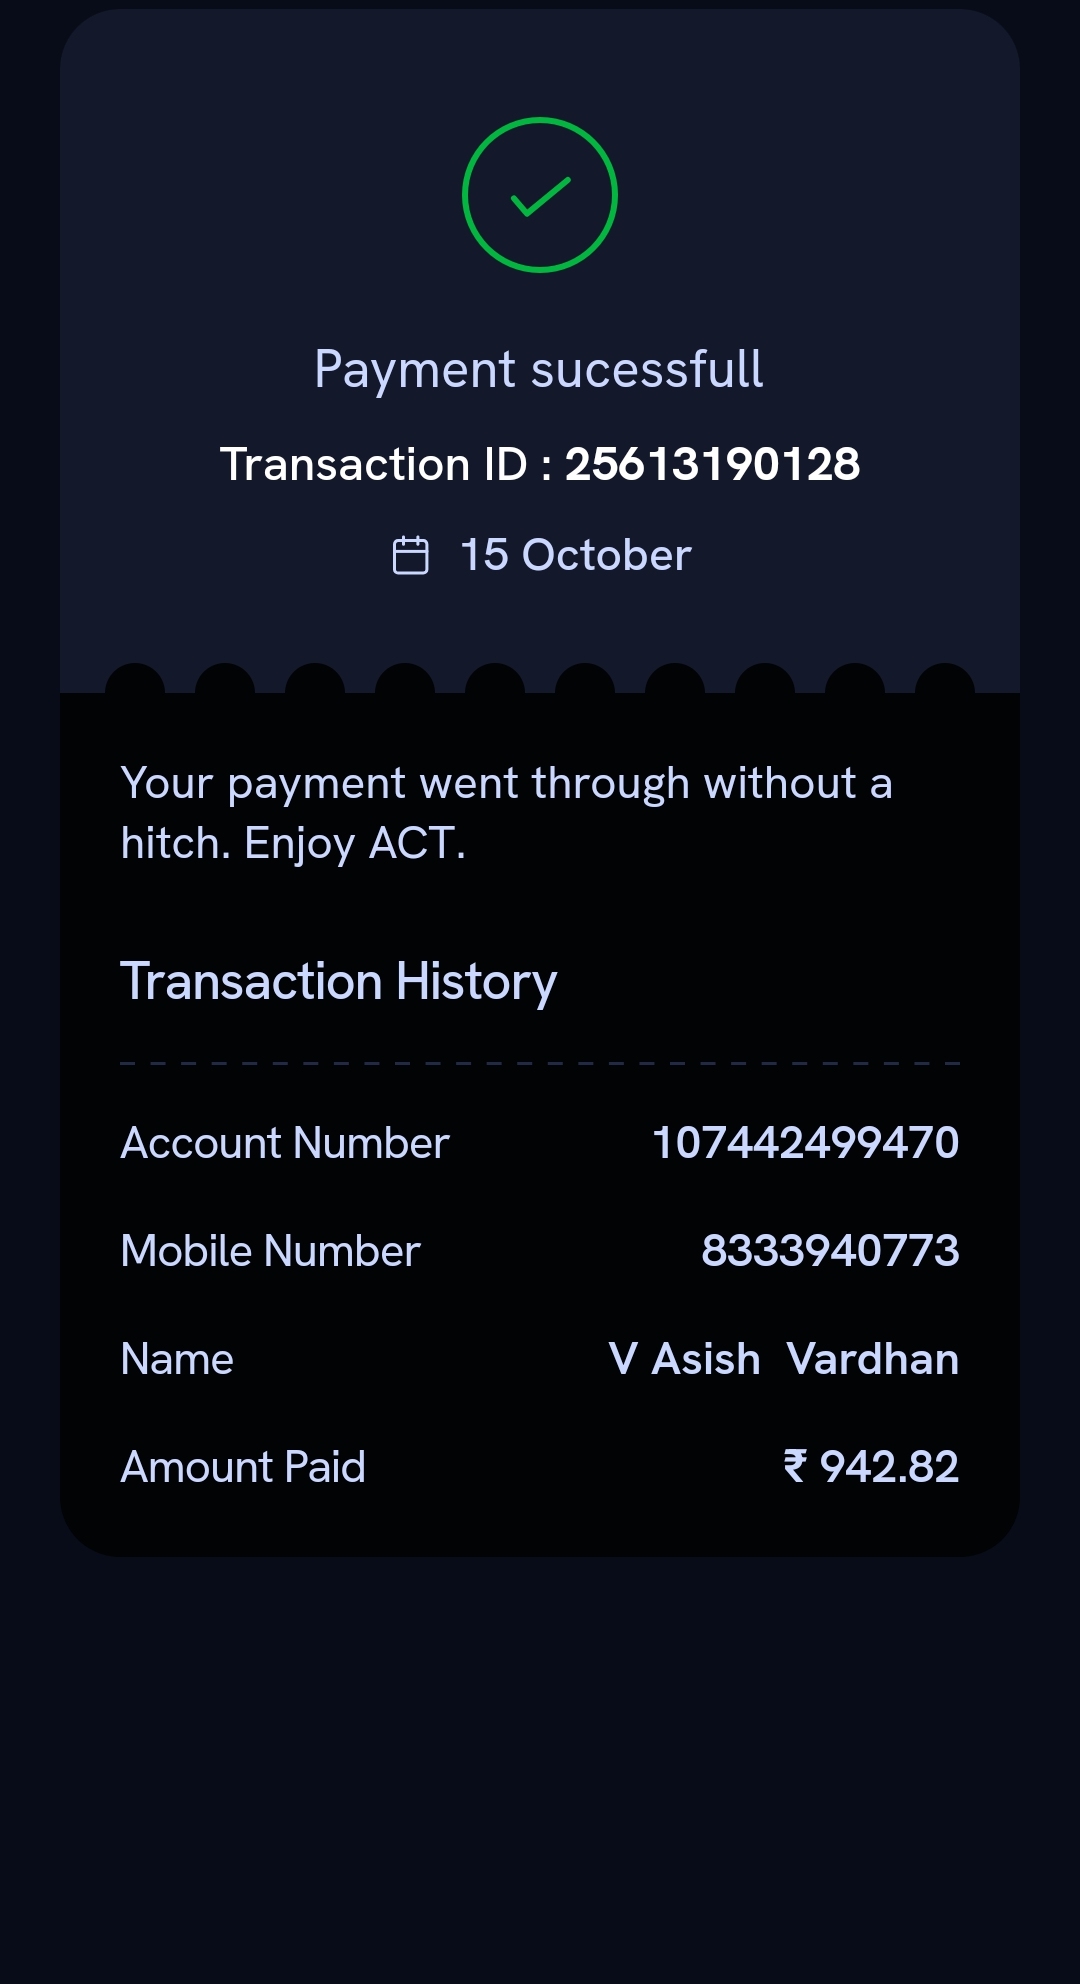 Payment sucessfull
Transaction ID : 25613190128
15 October
Your payment went through without a
hitch. Enjoy ACT.
Transaction History
Account Number 107442499470
Mobile Number 8333940773
Name V Asish  Vardhan
Amount Paid ₹ 942.82